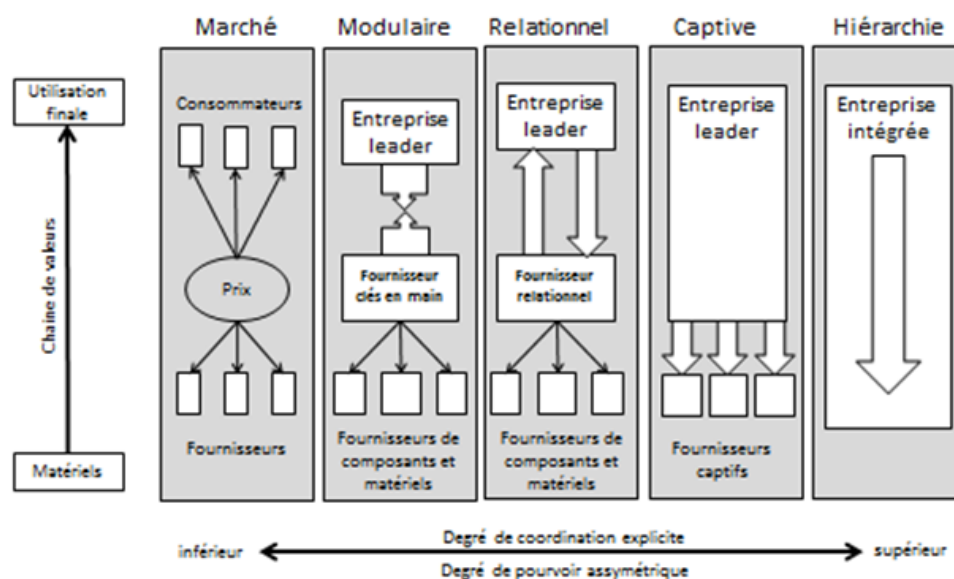 Marché
Modulaire
Relationnel
Captive
Hiérarchie
Utilisation
finale
Chaine de valeurs
Matériels
Consommateurs
Prix
Fournisseurs
Entreprise
leader
Fournisseur
clés en main
Fournisseurs de
composants et
matériels
Entreprise
leader
Fournisseur
relationnel
Fournisseurs de
composants et
matériels
Entreprise
leader
Fournisseurs
captifs
Entreprise
intégrée
inférieur
Degré de coordination explicite
supérieur
Degré de pourvoir assymétrique